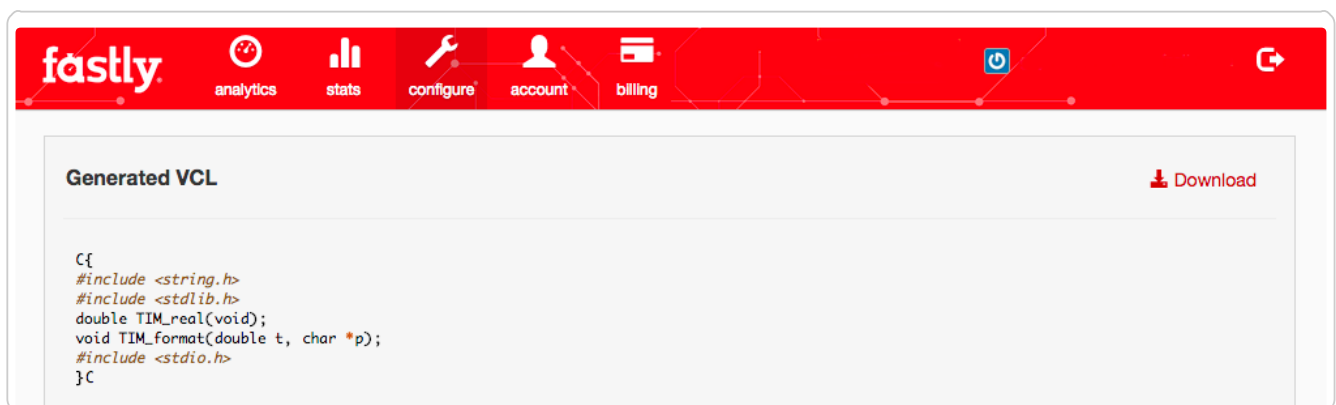 fastly
analytics
stats
configure
account
billing
Generated VCL
Download
C{
#include <string.h>
#include <stdlib.h>
double TIM_real(void);
void TIM_format(double t, char *p);
#include <stdio.h>
}C